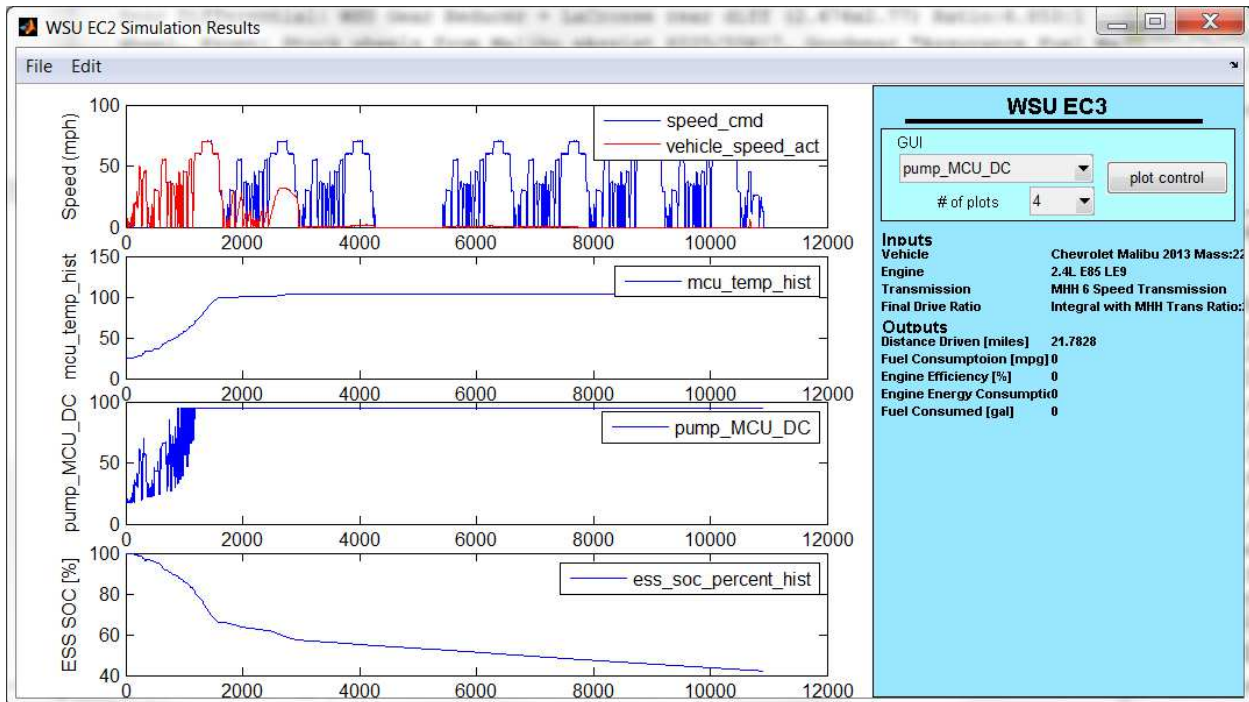 WSU EC2 Simulation Results
File Edit
Speed (mph)
100
50
0
speed_cmd
vehicle_speed_act
0 2000 4000 6000 8000 10000 12000
mcu_temp_hist
150
100
50
0
mcu_temp_hist
0 2000 4000 6000 8000 10000 12000
pump_MCU_DC
100
50
0
pump_MCU_DC
0 2000 4000 6000 8000 10000 12000
ESS SOC [%]
100
80
60
40
ess_soc_percent_hist
0 2000 4000 6000 8000 10000 12000
WSU EC3
GUI
pump_MCU_DC
plot control
# of plots 4
Inputs
Vehicle Chevrolet Malibu 2013 Mass:22
Engine 2.4L E85 LE9
Transmission MHH 6 Speed Transmission
Final Drive Ratio Integral with MHH Trans Ratio:
Outputs
Distance Driven [miles] 21.7828
Fuel Consumptoion [mpg] 0
Engine Efficiency [%] 0
Engine Energy Consumptic 0
Fuel Consumed [gal] 0